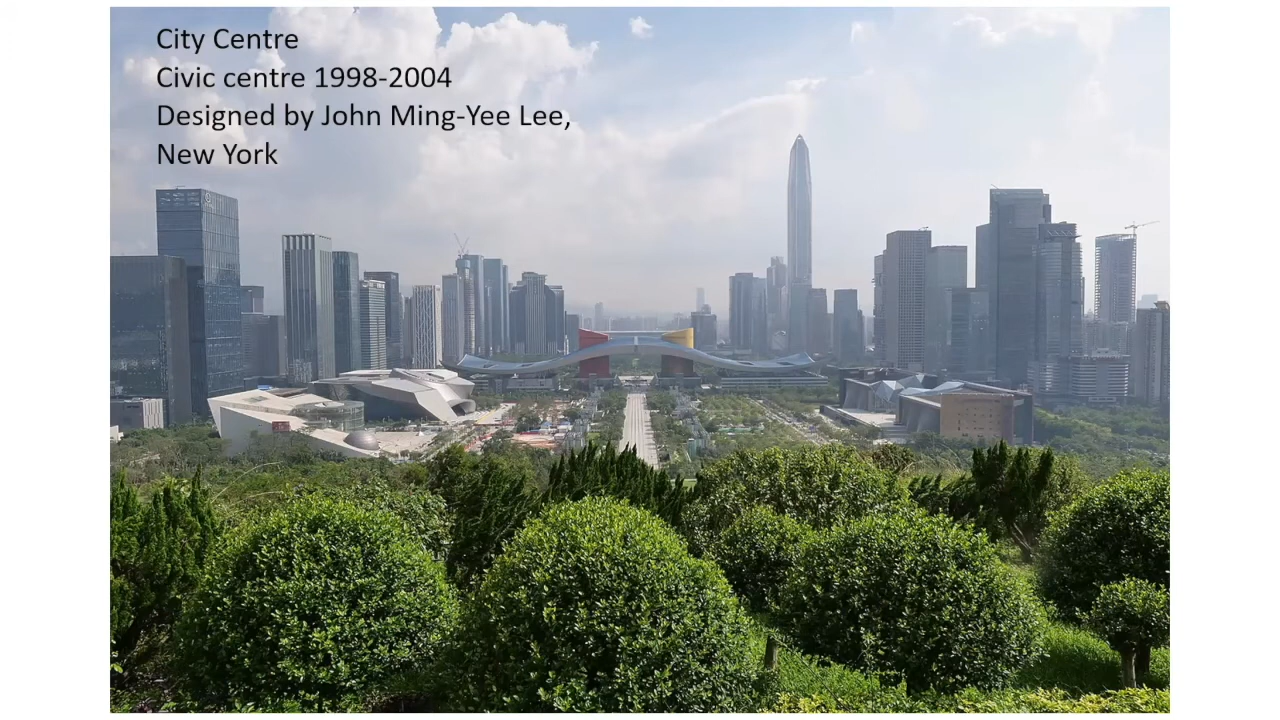 City Centre
Civic centre 1998-2004
Designed by John Ming-Yee Lee,
New York